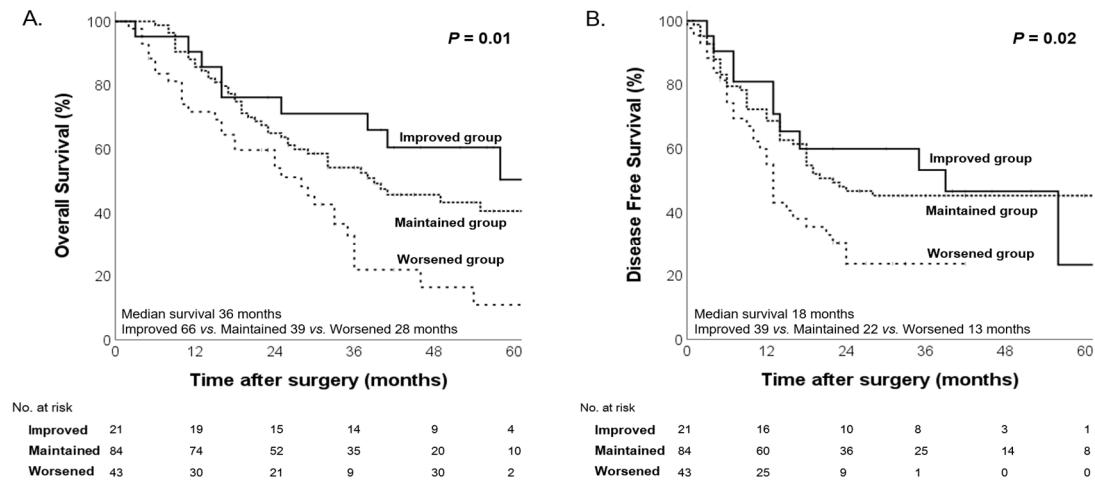 A.
100
80
60
40
20
0
Overall Survival (%)
P = 0.01
Improved group
Maintained group
Worsened group
Median survival 36 months
Improved 66 vs. Maintained 39 vs. Worsened 28 months
0 12 24 36 48 60
Time after surgery (months)
No. at risk
Improved 21 19 15 14 9 4
Maintained 84 74 52 35 20 10
Worsened 43 30 21 9 30 2
B.
100
80
60
40
20
0
Disease Free Survival (%)
P = 0.02
Improved group
Maintained group
Worsened group
Median survival 18 months
Improved 39 vs. Maintained 22 vs. Worsened 13 months
0 12 24 36 48 60
Time after surgery (months)
No. at risk
Improved 21 16 10 8 3 1
Maintained 84 60 36 25 14 8
Worsened 43 25 9 1 0 0